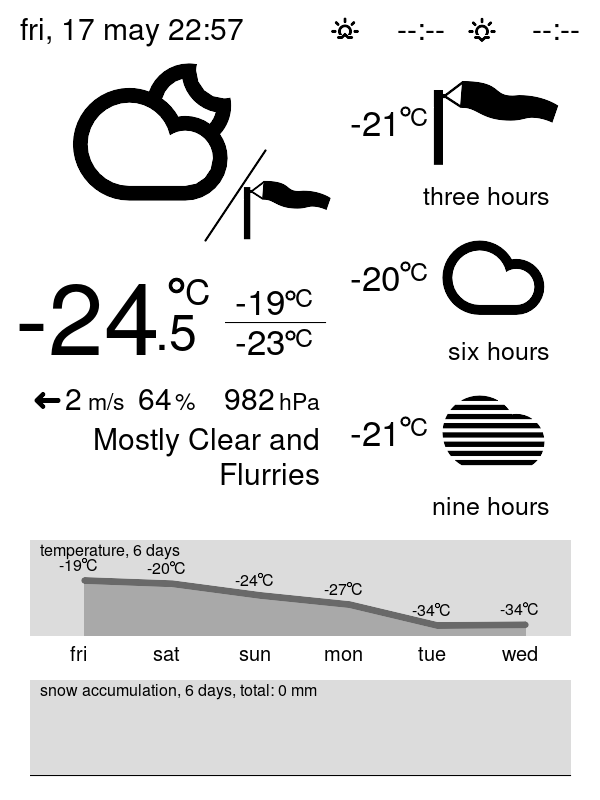 fri, 17 may 22:57
--:--
--:--
-21°C
three hours
-24.5°C
-19°C
-23°C
-20°C
six hours
2 m/s 64 % 982 hPa
Mostly Clear and
Flurries
-21°C
nine hours
temperature, 6 days
-19°C -20°C -24°C -27°C -34°C -34°C
fri sat sun mon tue wed
snow accumulation, 6 days, total: 0 mm